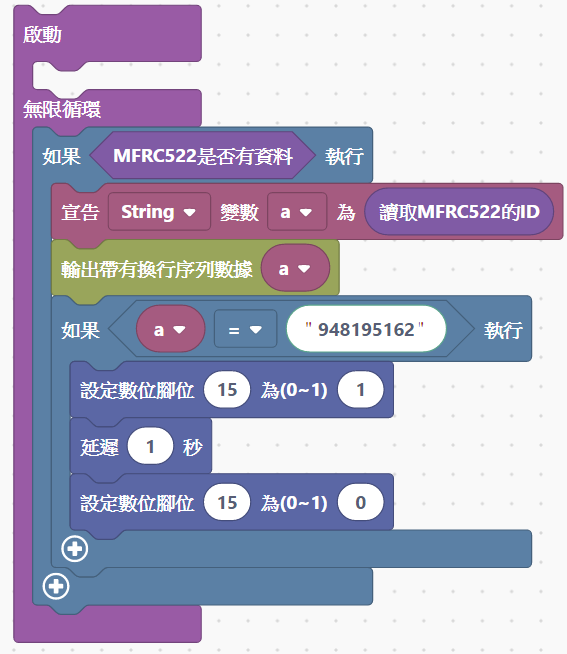 啟動
無限循環
如果 MFRC522是否有資料 執行
宣告 String 變數 a 為 讀取MFRC522的ID
輸出帶有換行序列數據 a
如果 a = "948195162" 執行
設定數位腳位 15 為(0~1) 1
延遲 1 秒
設定數位腳位 15 為(0~1) 0